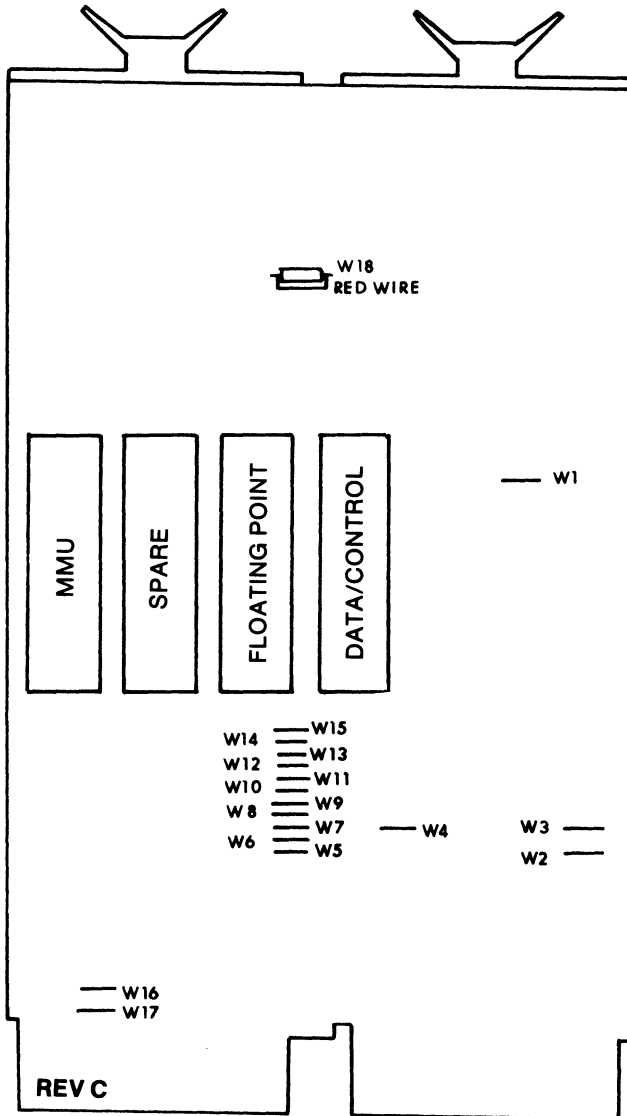 W18
RED WIRE
W1
MMU
SPARE
FLOATING POINT
DATA/CONTROL
W15
W14
W13
W12
W11
W10
W9
W8
W7
W6
W5
W4
W3
W2
W16
W17
REV C